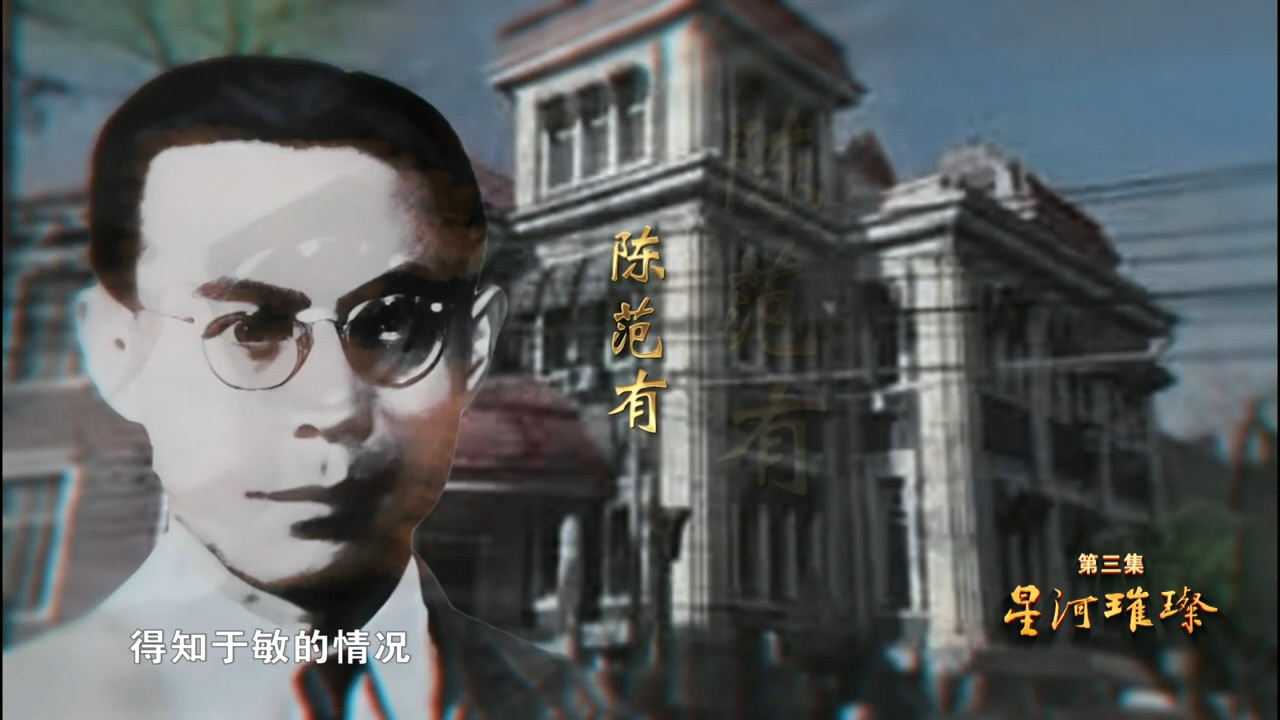 陈范有
第三集
星河璀璨
得知于敏的情况